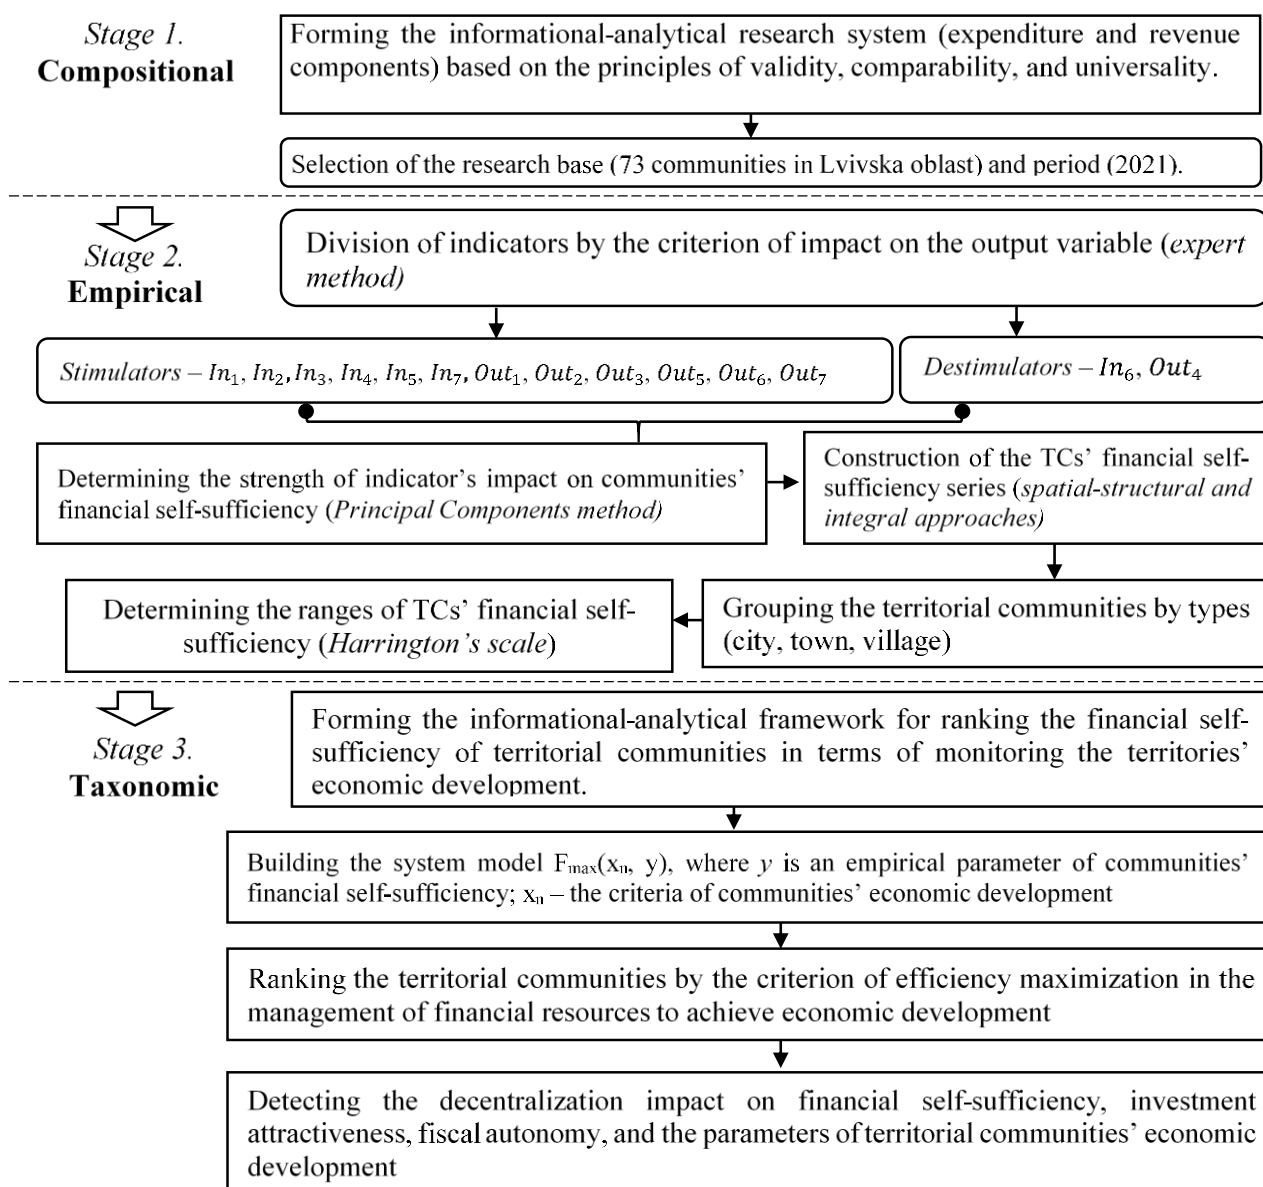 Stage 1.
Compositional
Forming the informational-analytical research system (expenditure and revenue
components) based on the principles of validity, comparability, and universality.
Selection of the research base (73 communities in Lvivska oblast) and period (2021).
Stage 2.
Empirical
Division of indicators by the criterion of impact on the output variable (expert
method)
Stimulators – In₁, In₂, In₃, In₄, In₅, In₇, Out₁, Out₂, Out₃, Out₅, Out₆, Out₇
Destimulators – In₆, Out₄
Determining the strength of indicator's impact on communities'
financial self-sufficiency (Principal Components method)
Construction of the TCs' financial self-
sufficiency series (spatial-structural and
integral approaches)
Grouping the territorial communities by types
(city, town, village)
Determining the ranges of TCs' financial self-
sufficiency (Harrington's scale)
Stage 3.
Taxonomic
Forming the informational-analytical framework for ranking the financial self-
sufficiency of territorial communities in terms of monitoring the territories'
economic development.
Building the system model Fmax(xₙ, y), where y is an empirical parameter of communities'
financial self-sufficiency; xₙ – the criteria of communities' economic development
Ranking the territorial communities by the criterion of efficiency maximization in the
management of financial resources to achieve economic development
Detecting the decentralization impact on financial self-sufficiency, investment
attractiveness, fiscal autonomy, and the parameters of territorial communities' economic
development